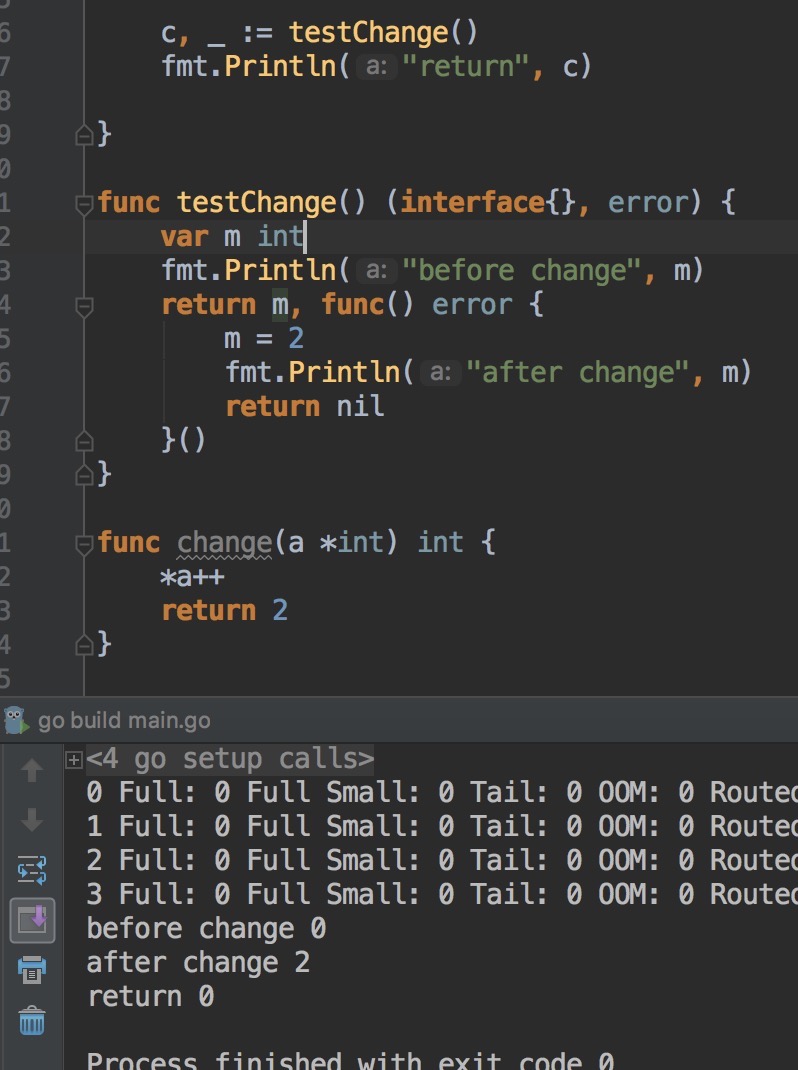 6 c, _ := testChange()
7 fmt.Println( a: "return", c)
8
9 }
0
1 func testChange() (interface{}, error) {
2 var m int
3 fmt.Println( a: "before change", m)
4 return m, func() error {
5 m = 2
6 fmt.Println( a: "after change", m)
7 return nil
8 }()
9 }
0
1 func change(a *int) int {
2 *a++
3 return 2
4 }
5
go build main.go
<4 go setup calls>
0 Full: 0 Full Small: 0 Tail: 0 OOM: 0 Routed
1 Full: 0 Full Small: 0 Tail: 0 OOM: 0 Routed
2 Full: 0 Full Small: 0 Tail: 0 OOM: 0 Routed
3 Full: 0 Full Small: 0 Tail: 0 OOM: 0 Routed
before change 0
after change 2
return 0
Process finished with exit code 0